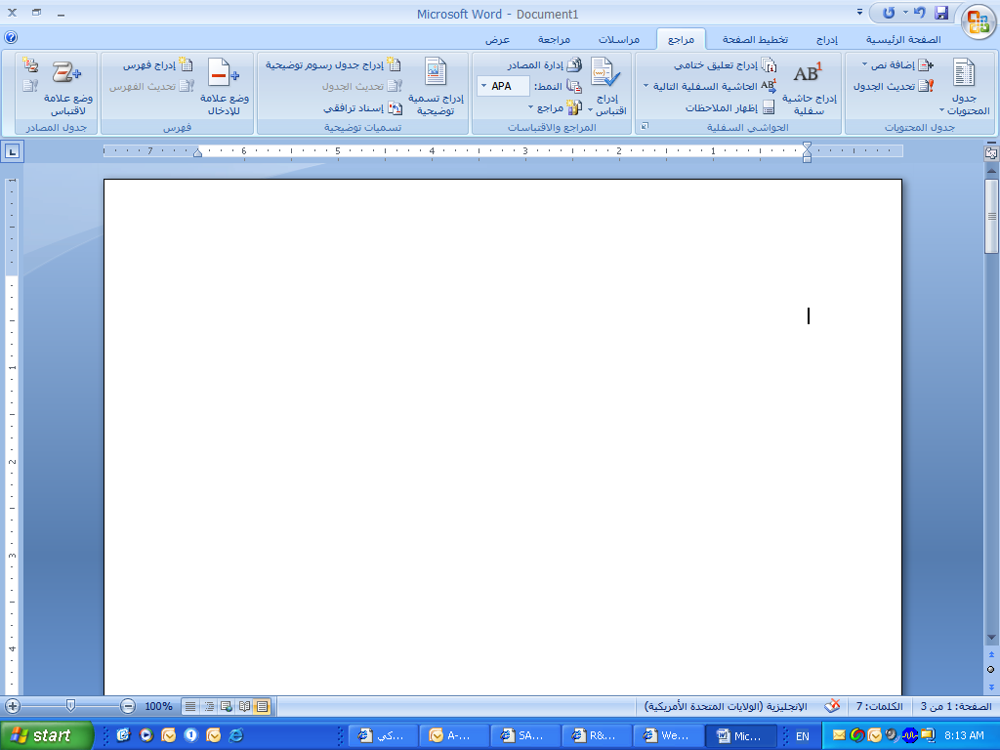 Microsoft Word - Document1
الصفحة الرئيسية
إدراج
تخطيط الصفحة
مراجع
مراسلات
مراجعة
عرض
جدول
المحتويات
إضافة نص
تحديث الجدول
جدول المحتويات
AB1
إدراج حاشية
سفلية
إدراج تعليق ختامي
الحاشية السفلية التالية
إظهار الملاحظات
الحواشي السفلية
إدراج
اقتباس
إدارة المصادر
النمط: APA
مراجع
المراجع والاقتباسات
إدراج تسمية
توضيحية
إدراج جدول رسوم توضيحية
تحديث الجدول
إسناد ترافقي
تسميات توضيحية
وضع علامة
للإدخال
إدراج فهرس
تحديث الفهرس
فهرس
وضع علامة
لاقتباس
جدول المصادر
7 6 5 4 3 2 1
1
1
2
3
4
الصفحة: 1 من 3
الكلمات: 7
الإنجليزية (الولايات المتحدة الأمريكية)
100%
start
كي...
A-...
SA...
R&...
We...
Mic...
EN
8:13 AM